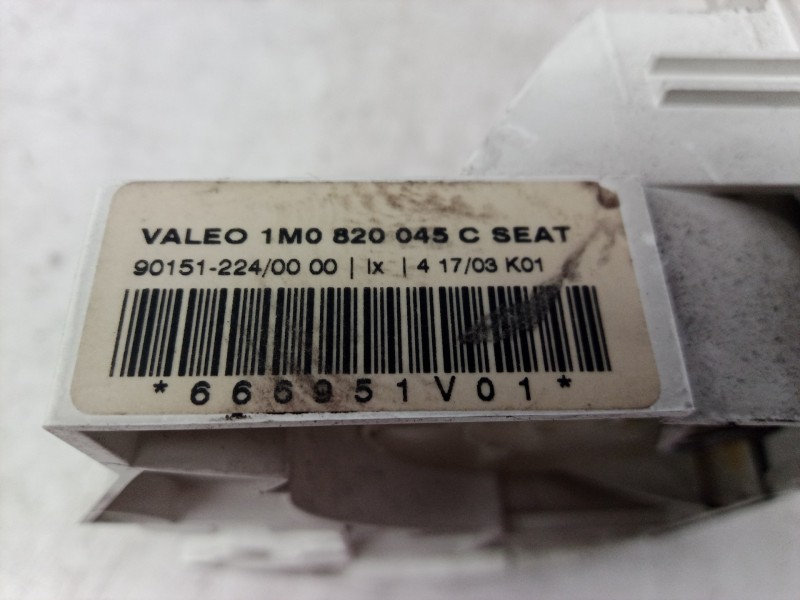 VALEO 1M0 820 045 C SEAT
90151-224/00 00 | lx | 4 17/03 K01
*666951V01*